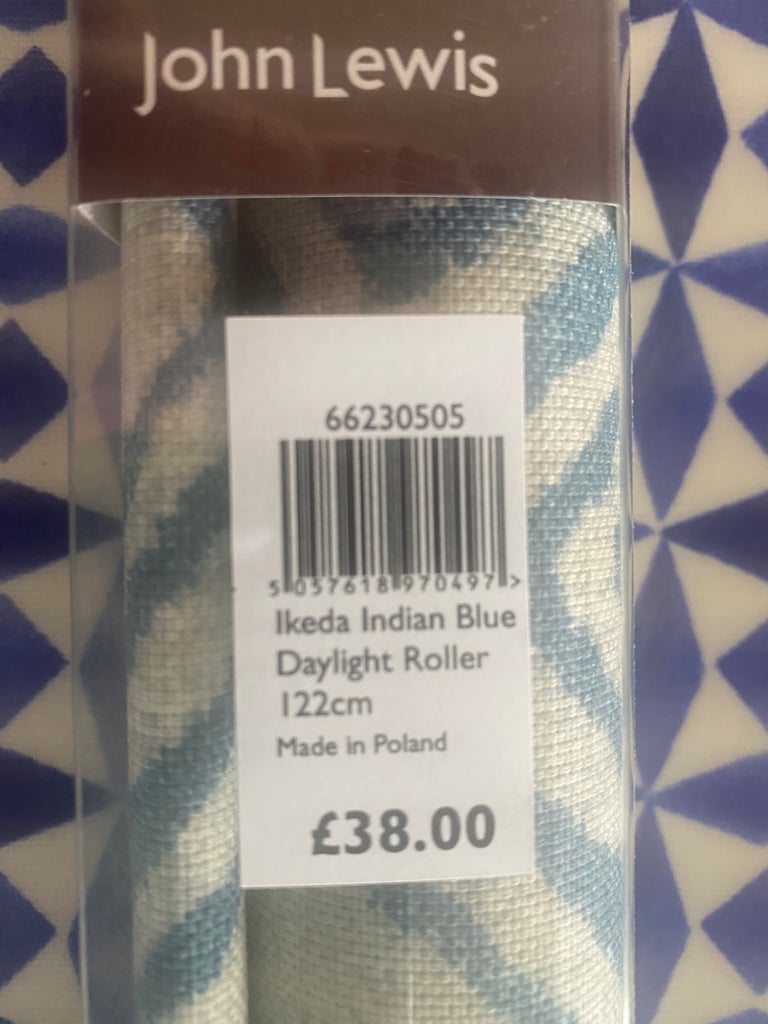 John Lewis
66230505
5 057618 970497 >
Ikeda Indian Blue
Daylight Roller
122cm
Made in Poland
£38.00